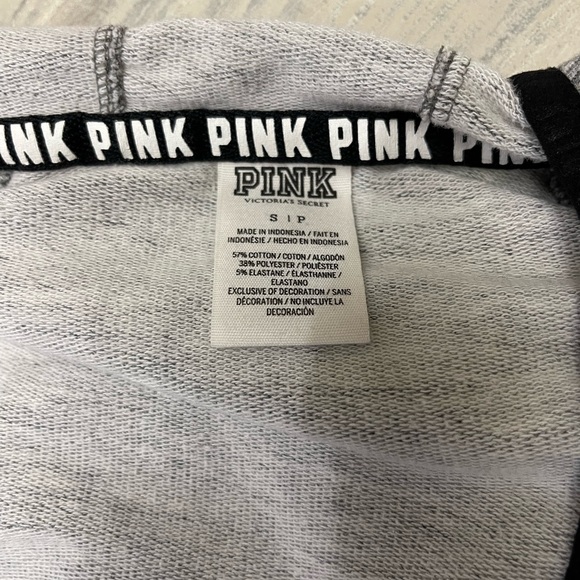 INK PINK PINK PINK PIN
PINK
VICTORIA'S SECRET
S | P
MADE IN INDONESIA / FAIT EN
INDONÉSIE / HECHO EN INDONESIA
57% COTTON / COTON / ALGODÓN
38% POLYESTER / POLIÉSTER
5% ELASTANE / ÉLASTHANNE /
ELASTANO
EXCLUSIVE OF DECORATION / SANS
DÉCORATION / NO INCLUYE LA
DECORACIÓN